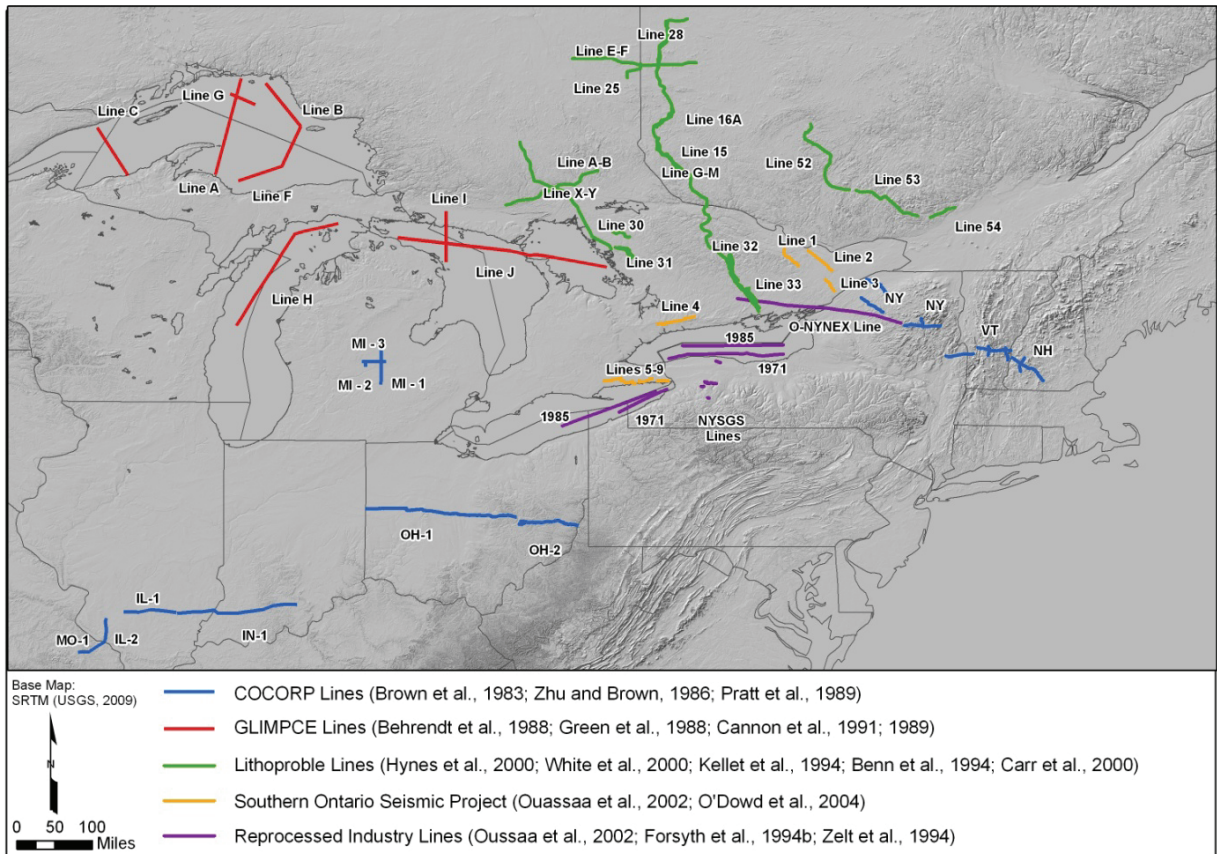 Line 28
Line E-F
Line G
Line B
Line C
Line 25
Line 16A
Line 15
Line A-B
Line 52
Line G-M
Line 53
Line A
Line X-Y
Line F
Line I
Line 30
Line 54
Line 1
Line 32
Line 2
Line 31
Line J
Line 33
Line 3
Line H
NY
NY
Line 4
O-NYNEX Line
VT
1985
MI - 3
NH
1971
Lines 5-9
MI - 2
MI - 1
1985
1971
NYSGS
Lines
OH-1
OH-2
IL-1
MO-1
IL-2
IN-1
Base Map:
SRTM (USGS, 2009)
N
0 50 100
Miles
COCORP Lines (Brown et al., 1983; Zhu and Brown, 1986; Pratt et al., 1989)
GLIMPCE Lines (Behrendt et al., 1988; Green et al., 1988; Cannon et al., 1991; 1989)
Lithoproble Lines (Hynes et al., 2000; White et al., 2000; Kellet et al., 1994; Benn et al., 1994; Carr et al., 2000)
Southern Ontario Seismic Project (Ouassaa et al., 2002; O'Dowd et al., 2004)
Reprocessed Industry Lines (Oussaa et al., 2002; Forsyth et al., 1994b; Zelt et al., 1994)